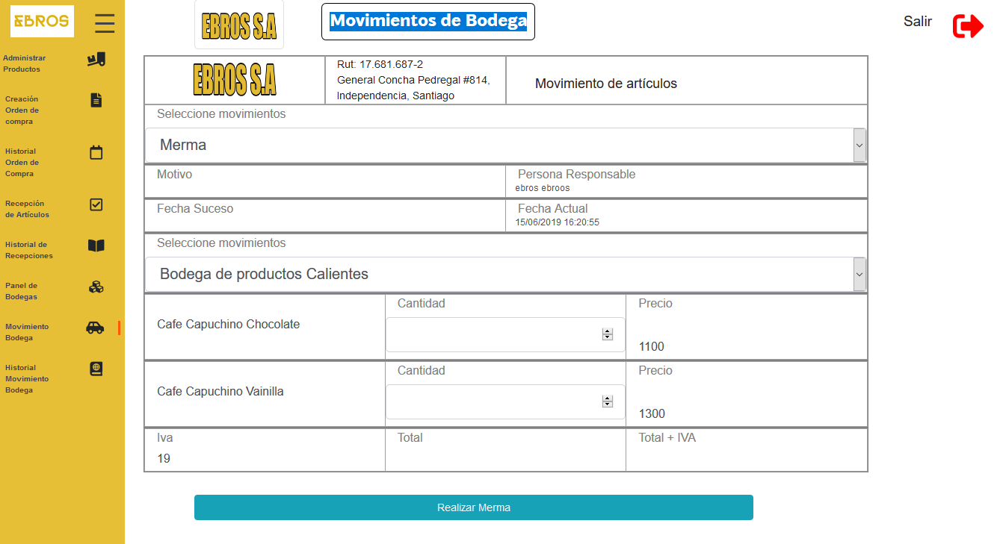 EBROS
Administrar
Productos
Creación
Orden de
compra
Historial
Orden de
Compra
Recepción
de Artículos
Historial de
Recepciones
Panel de
Bodegas
Movimiento
Bodega
Historial
Movimiento
Bodega
EBROS S.A
Movimientos de Bodega
Salir
EBROS S.A
Rut: 17.681.687-2
General Concha Pedregal #814,
Independencia, Santiago
Movimiento de artículos
Seleccione movimientos
Merma
Motivo
Persona Responsable
ebros ebroos
Fecha Suceso
Fecha Actual
15/06/2019 16:20:55
Seleccione movimientos
Bodega de productos Calientes
Cafe Capuchino Chocolate
Cantidad
Precio
1100
Cafe Capuchino Vainilla
Cantidad
Precio
1300
Iva
19
Total
Total + IVA
Realizar Merma